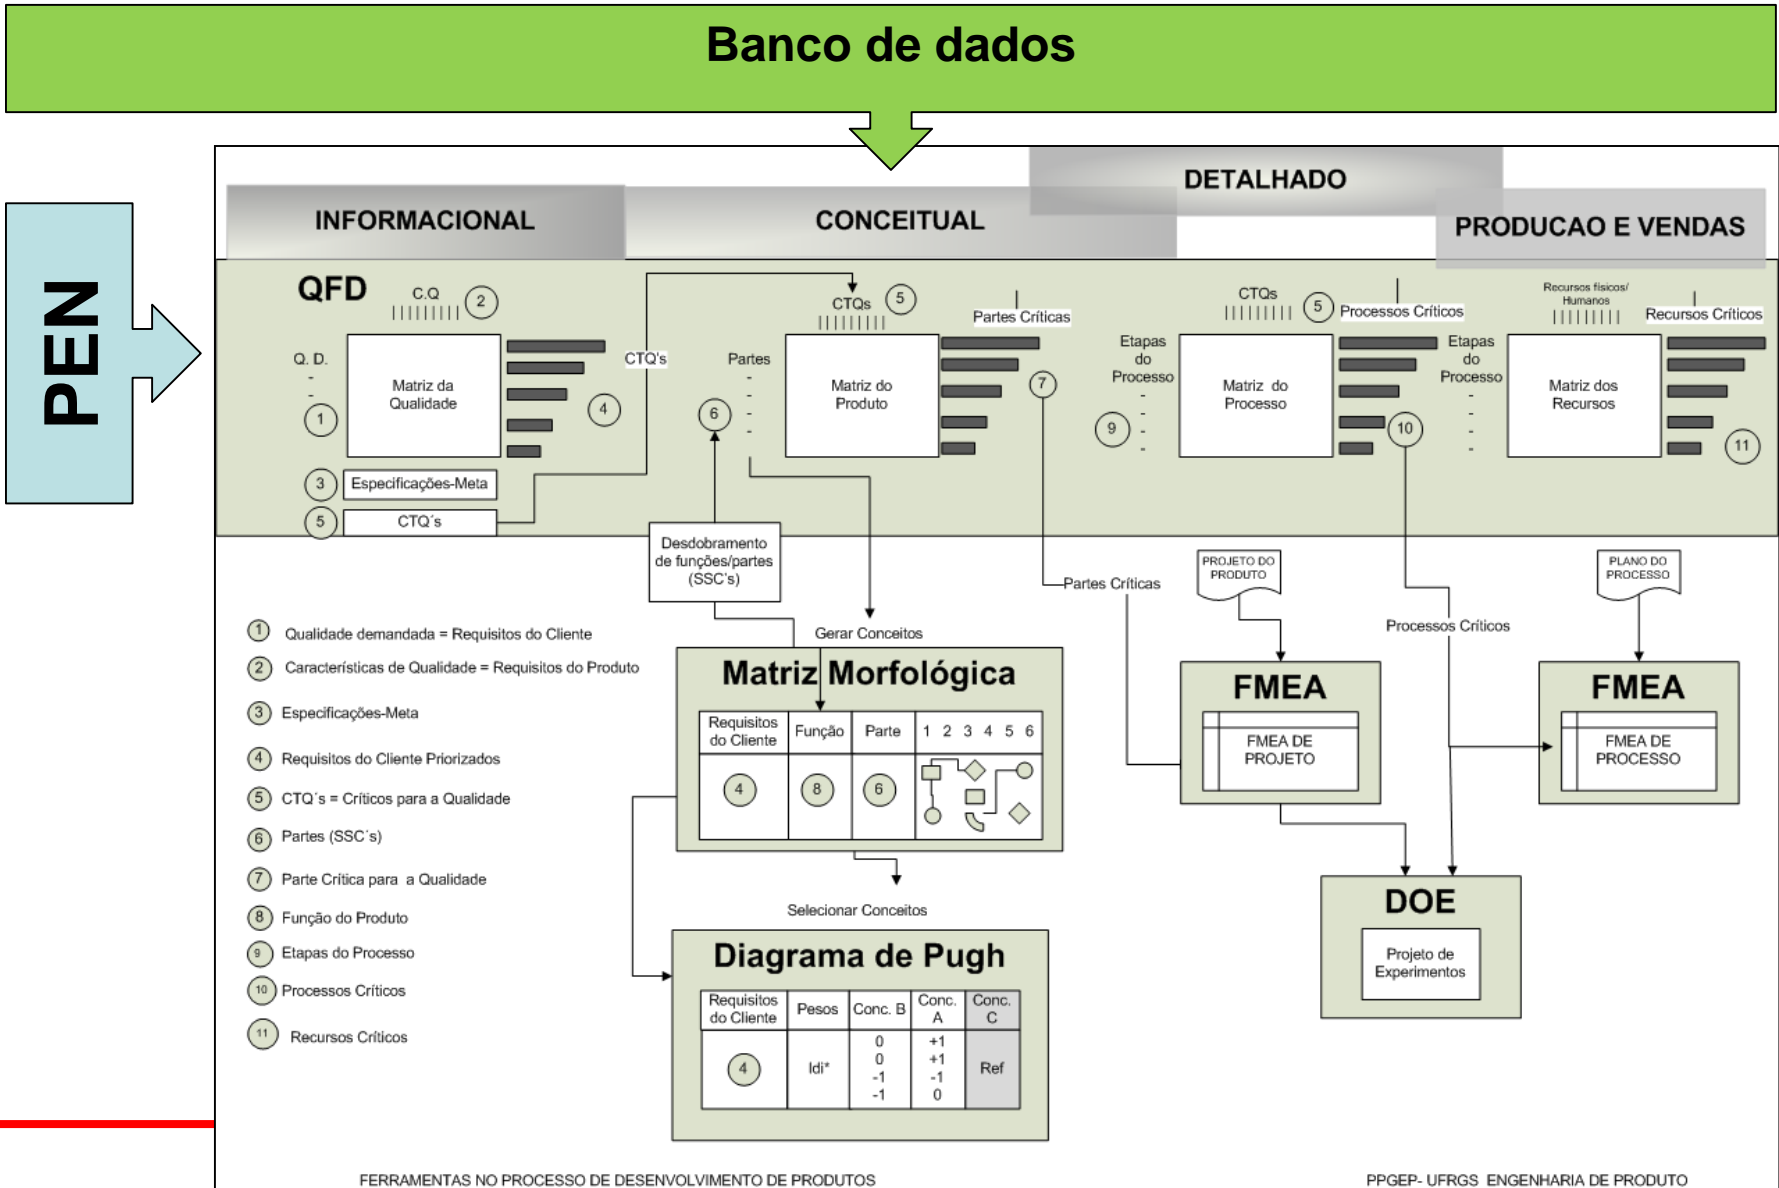 Banco de dados
PEN
INFORMACIONAL
CONCEITUAL
DETALHADO
PRODUCAO E VENDAS
QFD
C.Q
2
Q. D.
-
-
1
Matriz da
Qualidade
4
3
Especificações-Meta
5
CTQ´s
CTQ's
CTQs
5
Partes
-
-
-
-
6
Matriz do
Produto
Partes Críticas
7
CTQs
5
Etapas
do
Processo
-
-
-
-
9
Matriz do
Processo
Processos Críticos
10
Recursos físicos/
Humanos
Etapas
do
Processo
-
-
-
-
Matriz dos
Recursos
Recursos Críticos
11
Desdobramento
de funções/partes
(SSC's)
Gerar Conceitos
Partes Críticas
PROJETO DO
PRODUTO
Processos Críticos
PLANO DO
PROCESSO
1 Qualidade demandada = Requisitos do Cliente
2 Características de Qualidade = Requisitos do Produto
3 Especificações-Meta
4 Requisitos do Cliente Priorizados
5 CTQ´s = Críticos para a Qualidade
6 Partes (SSC´s)
7 Parte Crítica para a Qualidade
8 Função do Produto
9 Etapas do Processo
10 Processos Críticos
11 Recursos Críticos
Matriz Morfológica
Requisitos
do Cliente
Função
Parte
1 2 3 4 5 6
4
8
6
Selecionar Conceitos
Diagrama de Pugh
Requisitos
do Cliente
Pesos
Conc. B
Conc.
A
Conc.
C
4
Idi*
0
0
-1
-1
+1
+1
-1
0
Ref
FMEA
FMEA DE
PROJETO
FMEA
FMEA DE
PROCESSO
DOE
Projeto de
Experimentos
FERRAMENTAS NO PROCESSO DE DESENVOLVIMENTO DE PRODUTOS
PPGEP- UFRGS ENGENHARIA DE PRODUTO